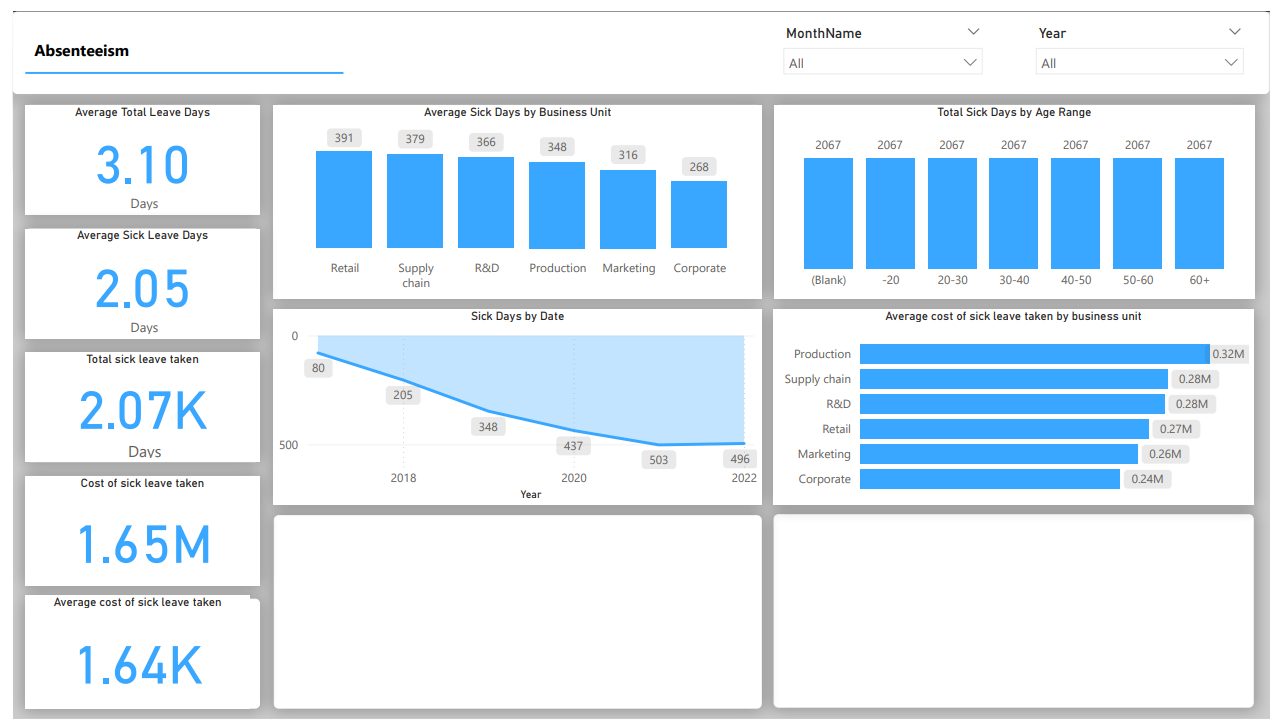 Absenteeism
MonthName
All
Year
All
Average Total Leave Days
3.10
Days
Average Sick Leave Days
2.05
Days
Total sick leave taken
2.07K
Days
Cost of sick leave taken
1.65M
Average cost of sick leave taken
1.64K
Average Sick Days by Business Unit
391 379 366 348 316 268
Retail Supply R&D Production Marketing Corporate
chain
Total Sick Days by Age Range
2067 2067 2067 2067 2067 2067 2067
(Blank) -20 20-30 30-40 40-50 50-60 60+
Sick Days by Date
0
80
205
348
437
500
503
496
2018 2020 2022
Year
Average cost of sick leave taken by business unit
Production 0.32M
Supply chain 0.28M
R&D 0.28M
Retail 0.27M
Marketing 0.26M
Corporate 0.24M